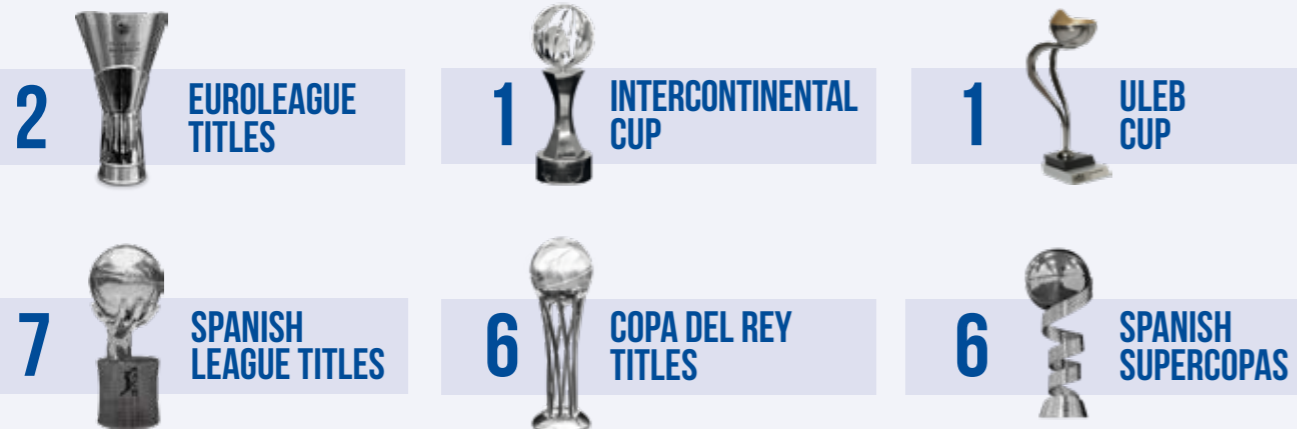 2
EUROLEAGUE
TITLES
1
INTERCONTINENTAL
CUP
1
ULEB
CUP
7
SPANISH
LEAGUE TITLES
6
COPA DEL REY
TITLES
6
SPANISH
SUPERCOPAS